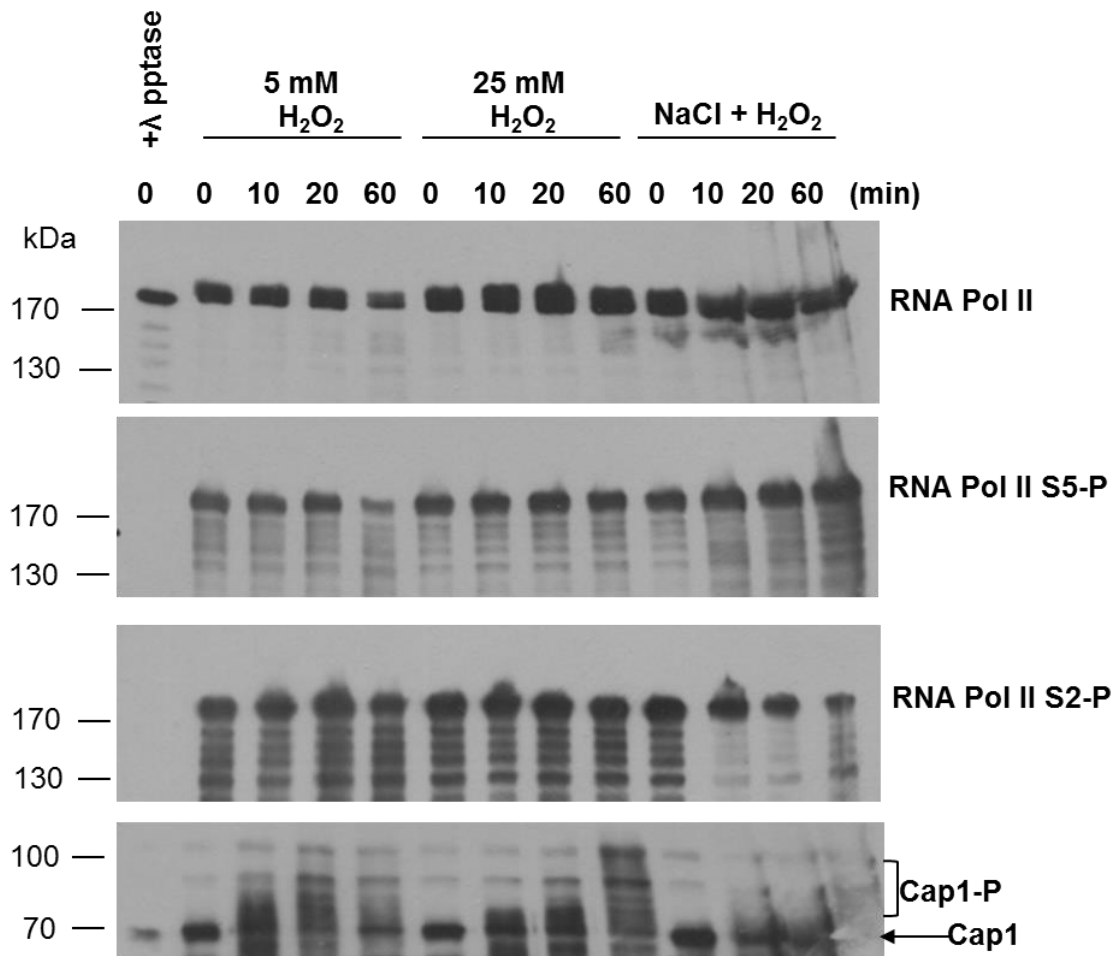 +λ pptase
5 mM
H₂O₂
25 mM
H₂O₂
NaCl + H₂O₂
0 0 10 20 60 0 10 20 60 0 10 20 60 (min)
kDa
170
130
RNA Pol II
170
130
RNA Pol II S5-P
170
130
RNA Pol II S2-P
100
70
Cap1-P
Cap1